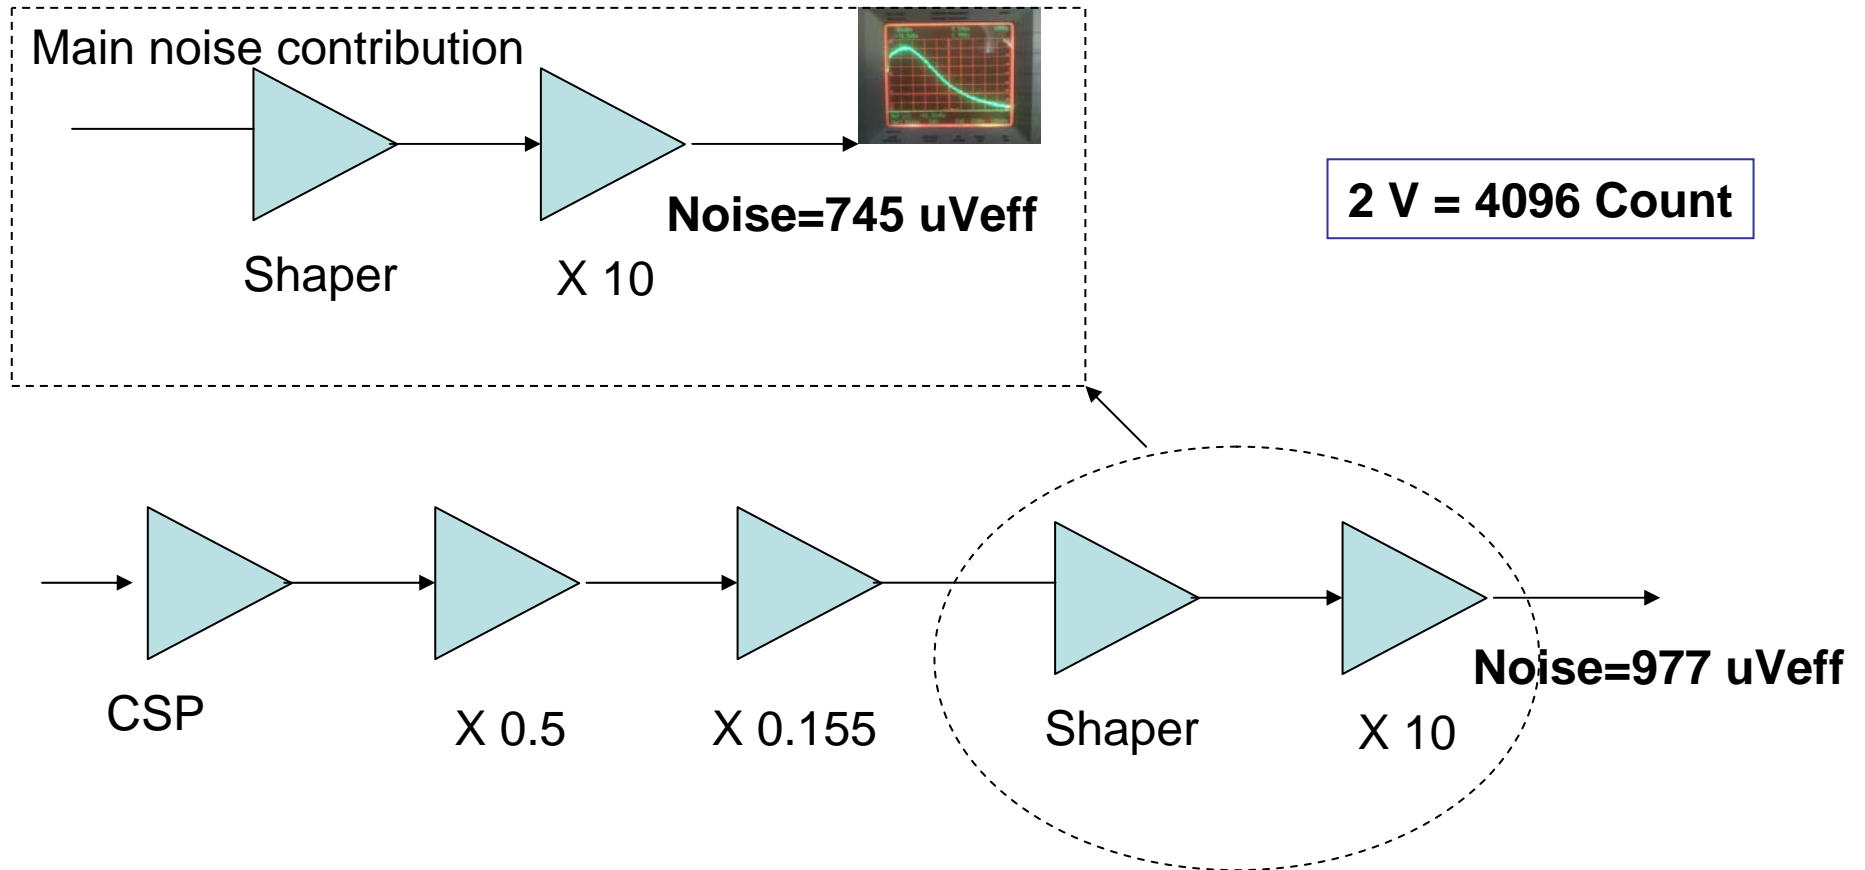 Main noise contribution
Noise=745 uVeff
Shaper
X 10
2 V = 4096 Count
CSP
X 0.5
X 0.155
Shaper
X 10
Noise=977 uVeff